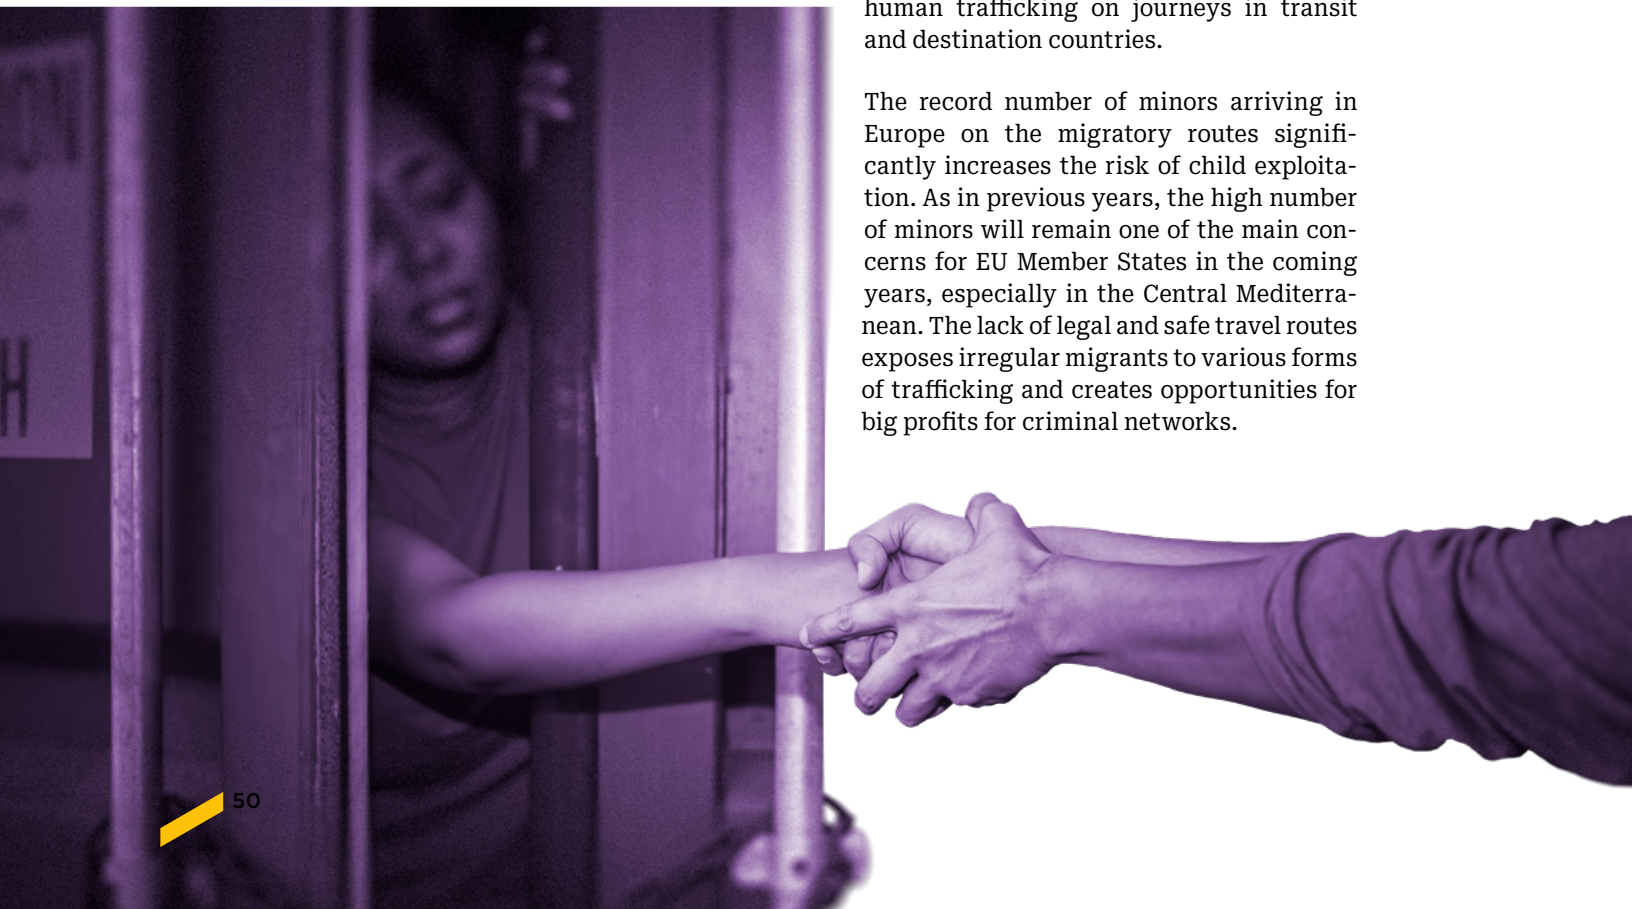 human trafficking on journeys in transit
and destination countries.
The record number of minors arriving in
Europe on the migratory routes signifi-
cantly increases the risk of child exploita-
tion. As in previous years, the high number
of minors will remain one of the main con-
cerns for EU Member States in the coming
years, especially in the Central Mediterra-
nean. The lack of legal and safe travel routes
exposes irregular migrants to various forms
of trafficking and creates opportunities for
big profits for criminal networks.
50